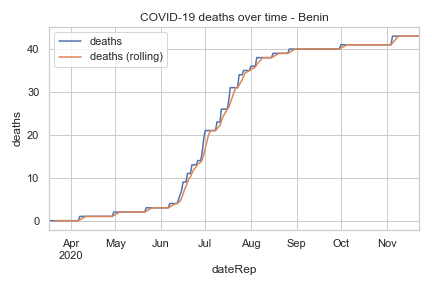 COVID-19 deaths over time - Benin
deaths
deaths (rolling)
deaths
40
30
20
10
0
Apr May Jun Jul Aug Sep Oct Nov
2020
dateRep